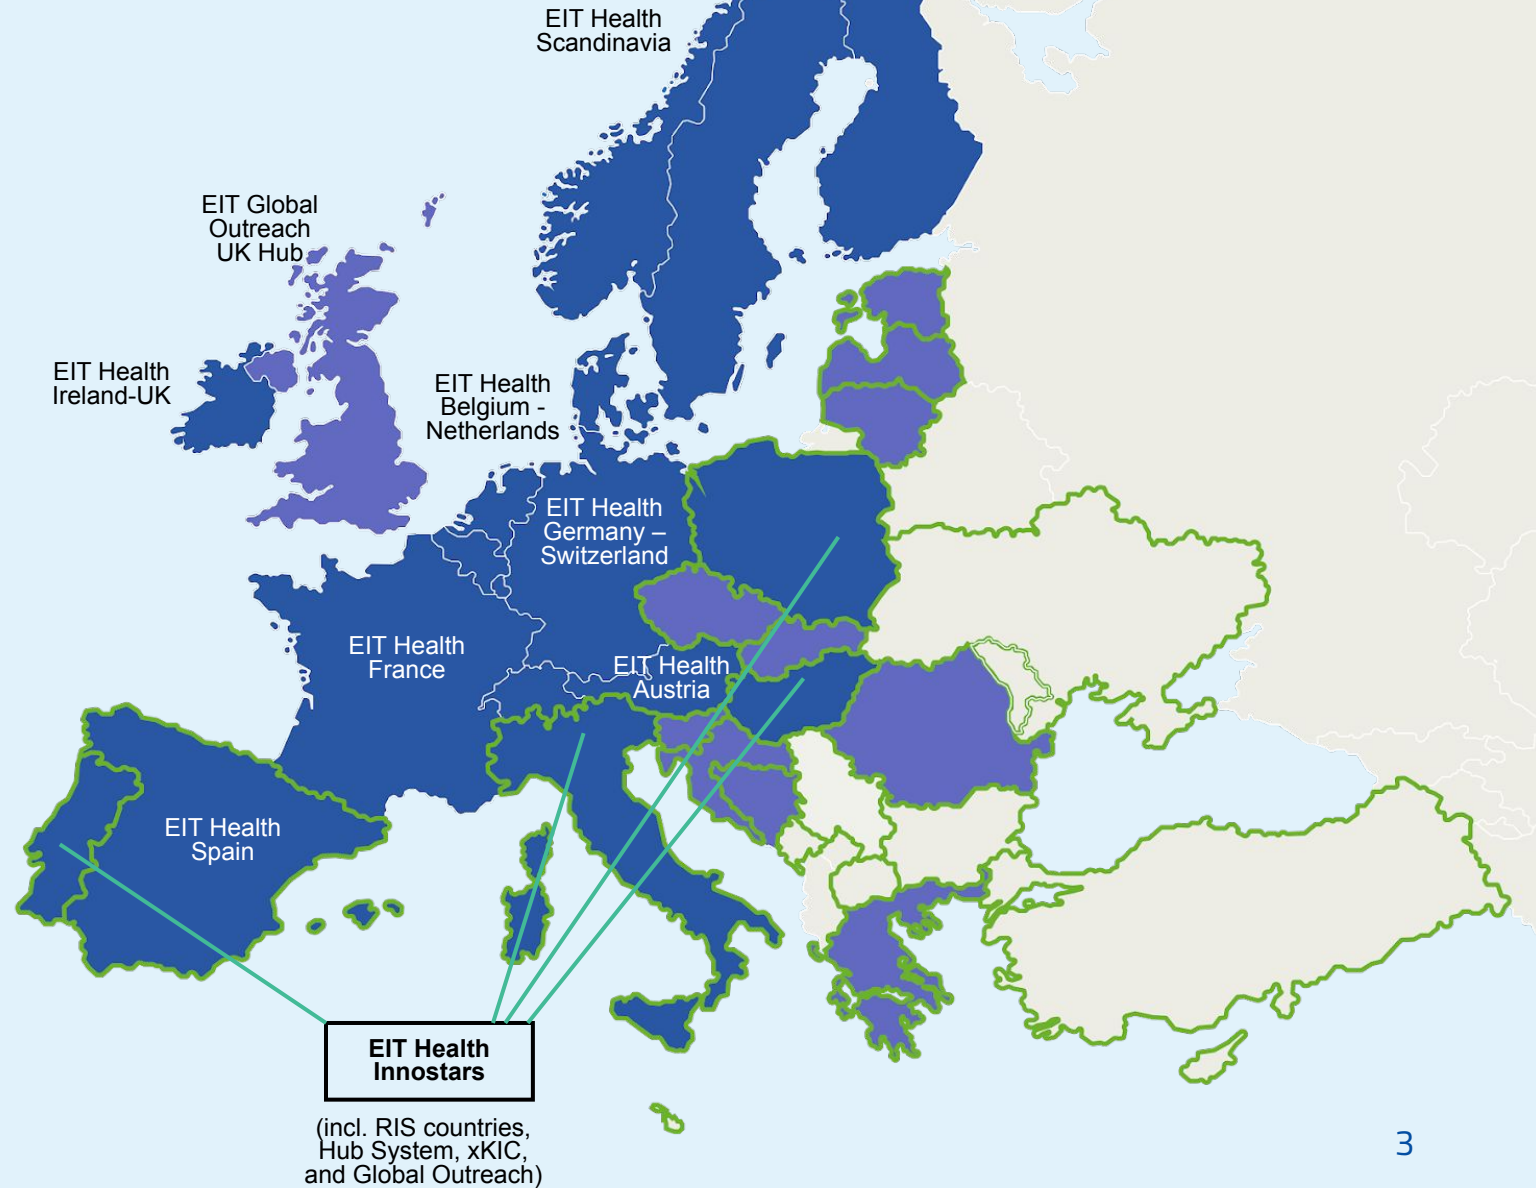 EIT Health
Scandinavia
EIT Global
Outreach
UK Hub
EIT Health
Ireland-UK
EIT Health
Belgium -
Netherlands
EIT Health
Germany –
Switzerland
EIT Health
France
EIT Health
Austria
EIT Health
Spain
EIT Health
Innostars
(incl. RIS countries,
Hub System, xKIC,
and Global Outreach)
3